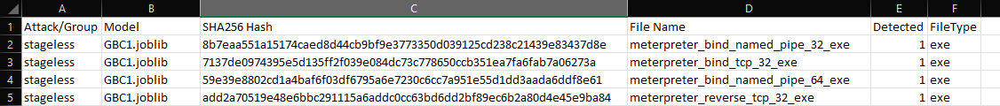 A B C D E F
1 Attack/Group Model SHA256 Hash File Name Detected FileType
2 stageless GBC1.joblib 8b7eaa551a15174caed8d44cb9bf9e3773350d039125cd238c21439e83437d8e meterpreter_bind_named_pipe_32_exe 1 exe
3 stageless GBC1.joblib 7137de0974395e5d135ff2f039e084dc73c778650ccb351ea7fa6fab7a06273a meterpreter_bind_tcp_32_exe 1 exe
4 stageless GBC1.joblib 59e39e8802cd1a4baf6f03df6795a6e7230c6cc7a951e55d1dd3aada6ddf8e61 meterpreter_bind_named_pipe_64_exe 1 exe
5 stageless GBC1.joblib add2a70519e48e6bbc291115a6addc0cc63bd6dd2bf89ec6b2a80d4e45e9ba84 meterpreter_reverse_tcp_32_exe 1 exe